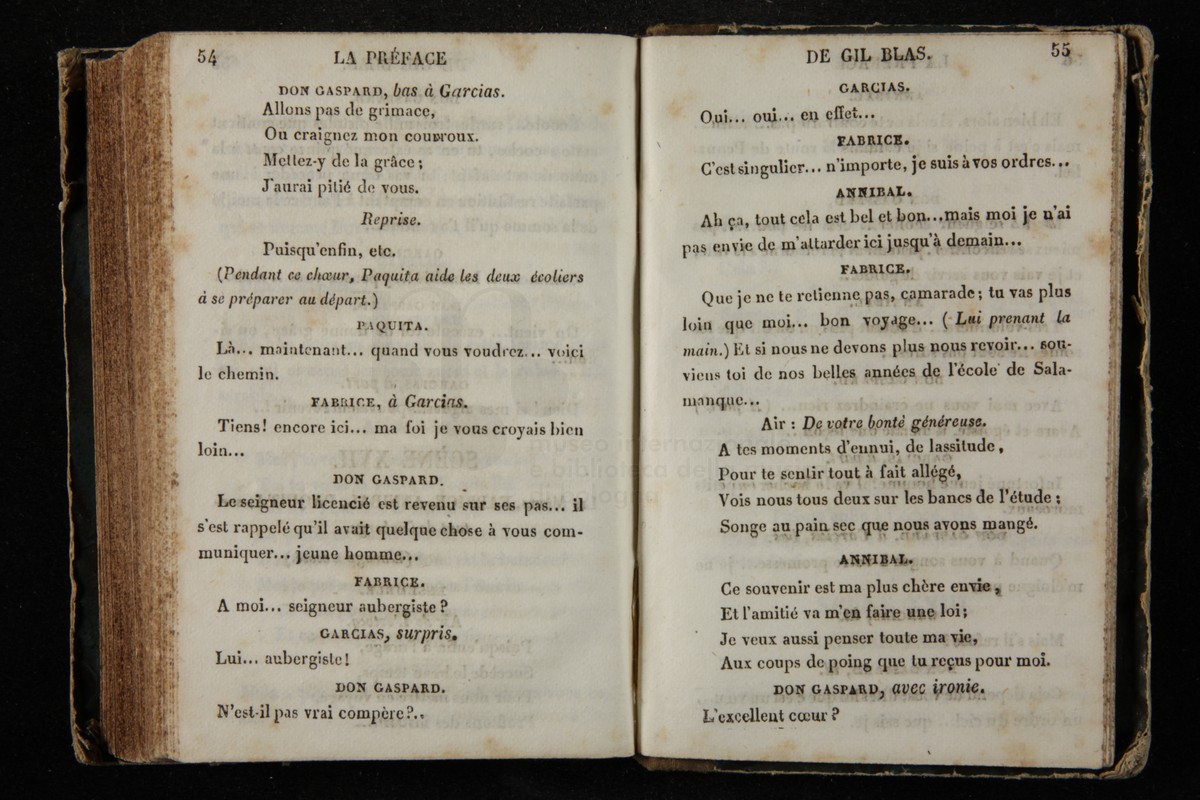 54
LA PRÉFACE
DON GASPARD, bas à Garcias.
Allons pas de grimace,
Ou craignez mon courroux.
Mettez-y de la grâce ;
J'aurai pitié de vous.
Reprise.
Puisqu'enfin, etc.
(Pendant ce chœur, Paquita aide les deux écoliers
à se préparer au départ.)
PAQUITA.
Là... maintenant... quand vous voudrez... voici
le chemin.
FABRICE, à Garcias.
Tiens! encore ici... ma foi je vous croyais bien
loin...
DON GASPARD.
Le seigneur licencié est revenu sur ses pas... il
s'est rappelé qu'il avait quelque chose à vous com-
muniquer... jeune homme...
FABRICE.
A moi... seigneur aubergiste ?
GARCIAS, surpris.
Lui... aubergiste!
DON GASPARD.
N'est-il pas vrai compère?..
DE GIL BLAS.
55
GARCIAS.
Oui... oui... en effet...
FABRICE.
C'est singulier... n'importe, je suis à vos ordres...
ANNIBAL.
Ah ça, tout cela est bel et bon...mais moi je n'ai
pas envie de m'attarder ici jusqu'à demain...
FABRICE.
Que je ne te retienne pas, camarade ; tu vas plus
loin que moi... bon voyage... ( Lui prenant la
main.) Et si nous ne devons plus nous revoir... sou-
viens toi de nos belles années de l'école de Sala-
manque...
Air : De votre bonté généreuse.
A tes moments d'ennui, de lassitude ,
Pour te sentir tout à fait allégé,
Vois nous tous deux sur les bancs de l'étude ;
Songe au pain sec que nous avons mangé.
ANNIBAL.
Ce souvenir est ma plus chère envie ,
Et l'amitié va m'en faire une loi;
Je veux aussi penser toute ma vie,
Aux coups de poing que tu reçus pour moi.
DON GASPARD, avec ironie.
L'excellent cœur ?
museo internazionale
e biblioteca della